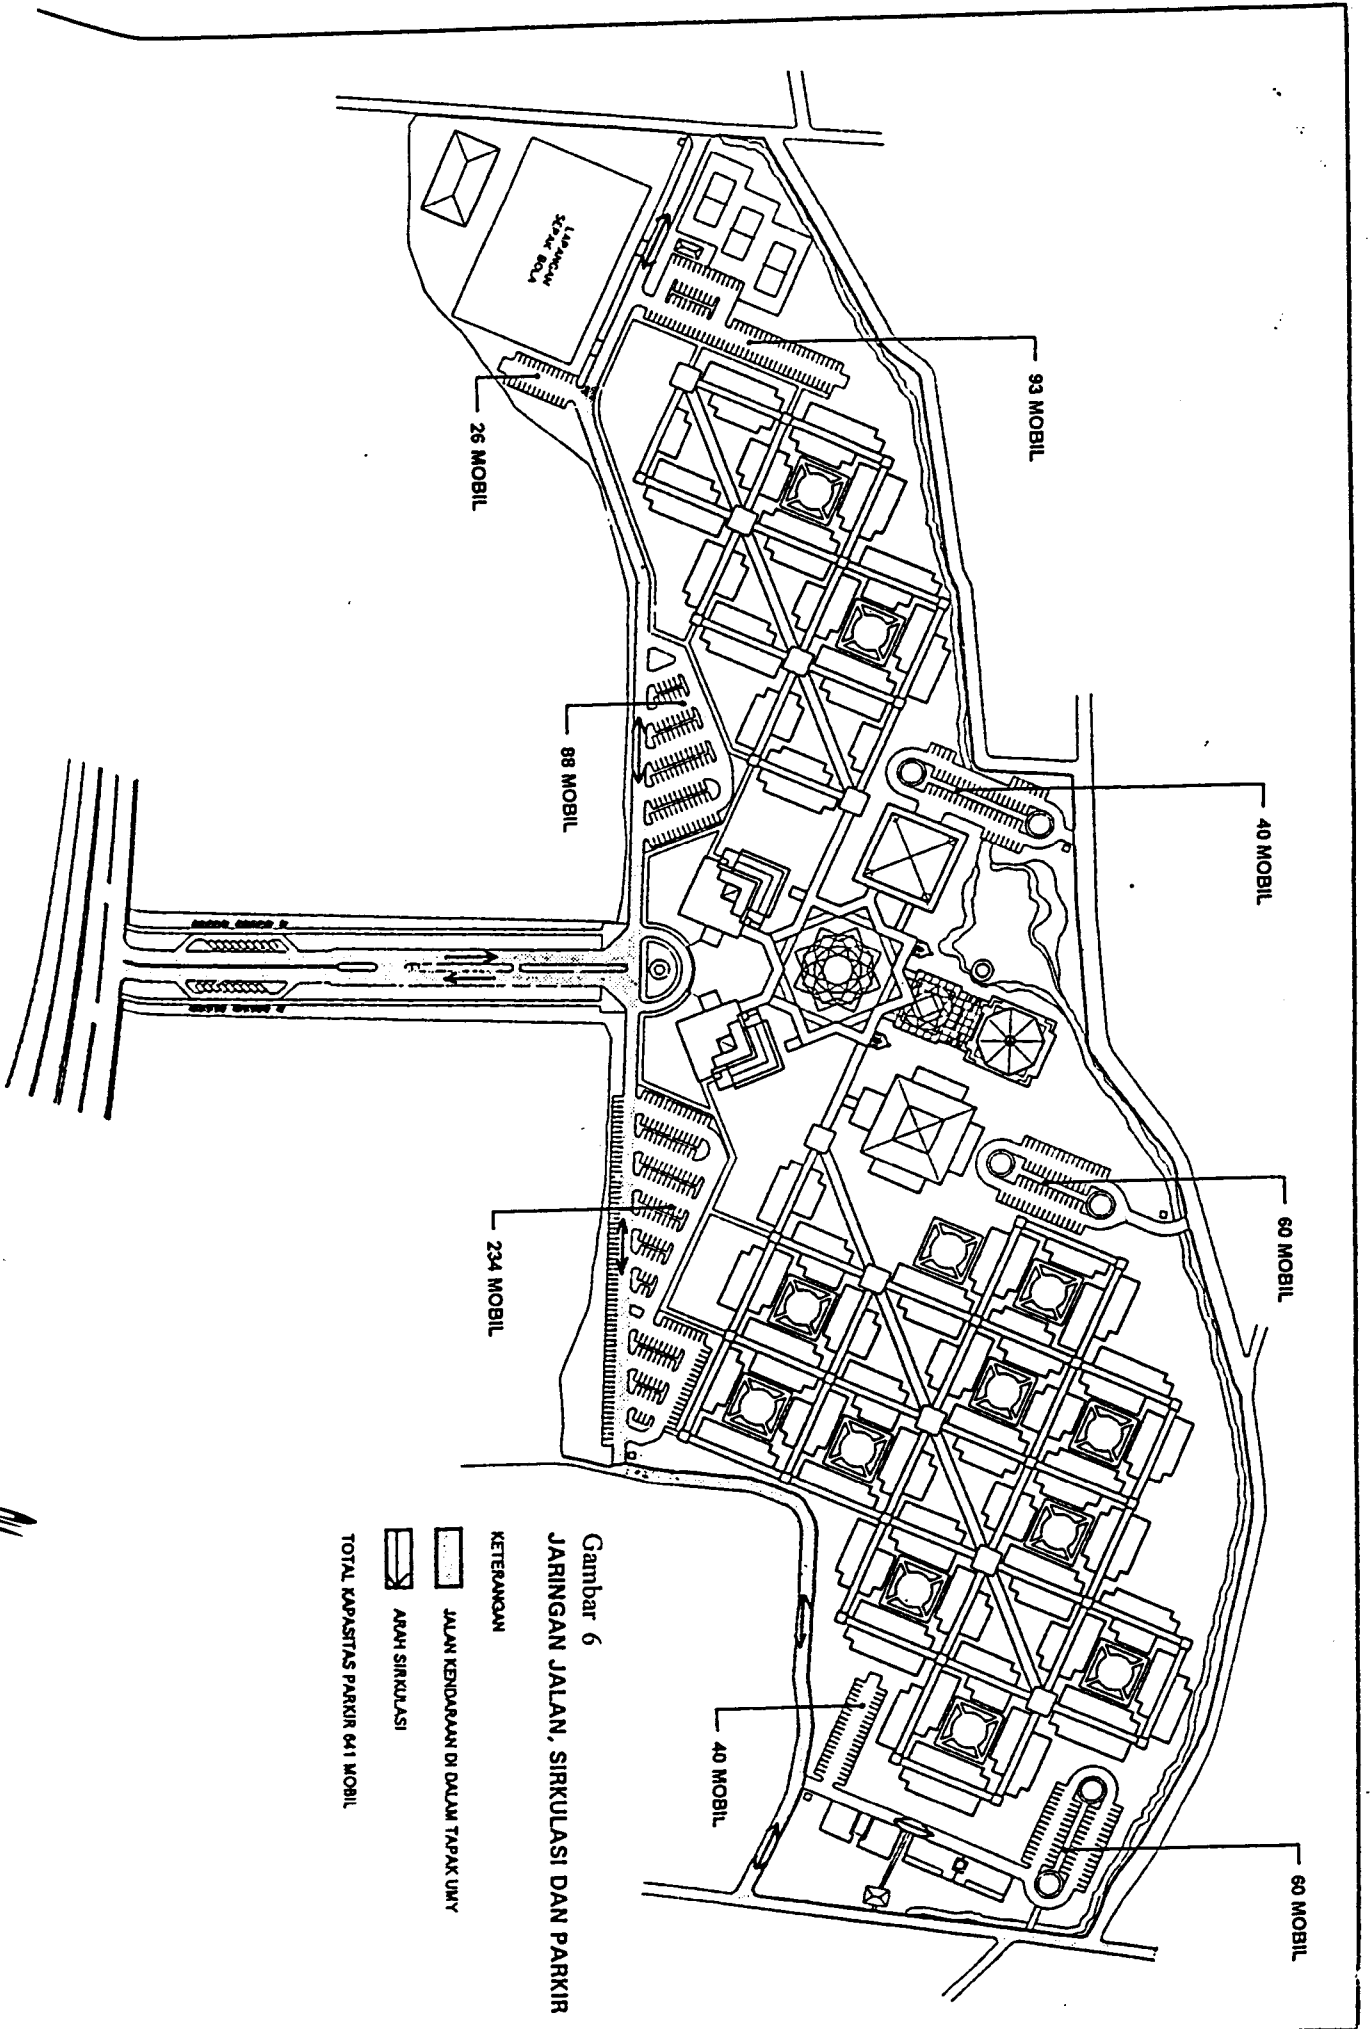 93 MOBIL
40 MOBIL
60 MOBIL
60 MOBIL
LAPANGAN
SEPAK BOLA
26 MOBIL
88 MOBIL
234 MOBIL
40 MOBIL
Gambar 6
JARINGAN JALAN, SIRKULASI DAN PARKIR
KETERANGAN
JALAN KENDARAAN DI DALAM TAPAK UMY
ARAH SIRKULASI
TOTAL KAPASITAS PARKIR 641 MOBIL